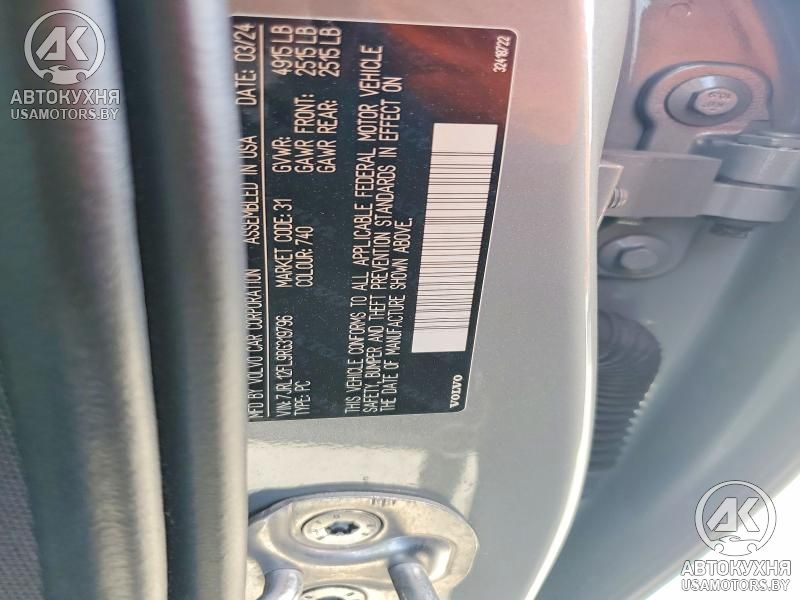 MFD BY VOLVO CAR CORPORATION ASSEMBLED IN USA DATE: 03/24
VIN: 7JRL12FL9RG319796 MARKET CODE: 31 GVWR: 4915 LB
TYPE: PC COLOUR: 740 GAWR FRONT: 2515 LB
GAWR REAR: 2515 LB
THIS VEHICLE CONFORMS TO ALL APPLICABLE FEDERAL MOTOR VEHICLE
SAFETY, BUMPER AND THEFT PREVENTION STANDARDS IN EFFECT ON
THE DATE OF MANUFACTURE SHOWN ABOVE.
VOLVO 32418722
АК
АВТОКУХНЯ
USAMOTORS.BY
АК
АВТОКУХНЯ
USAMOTORS.BY